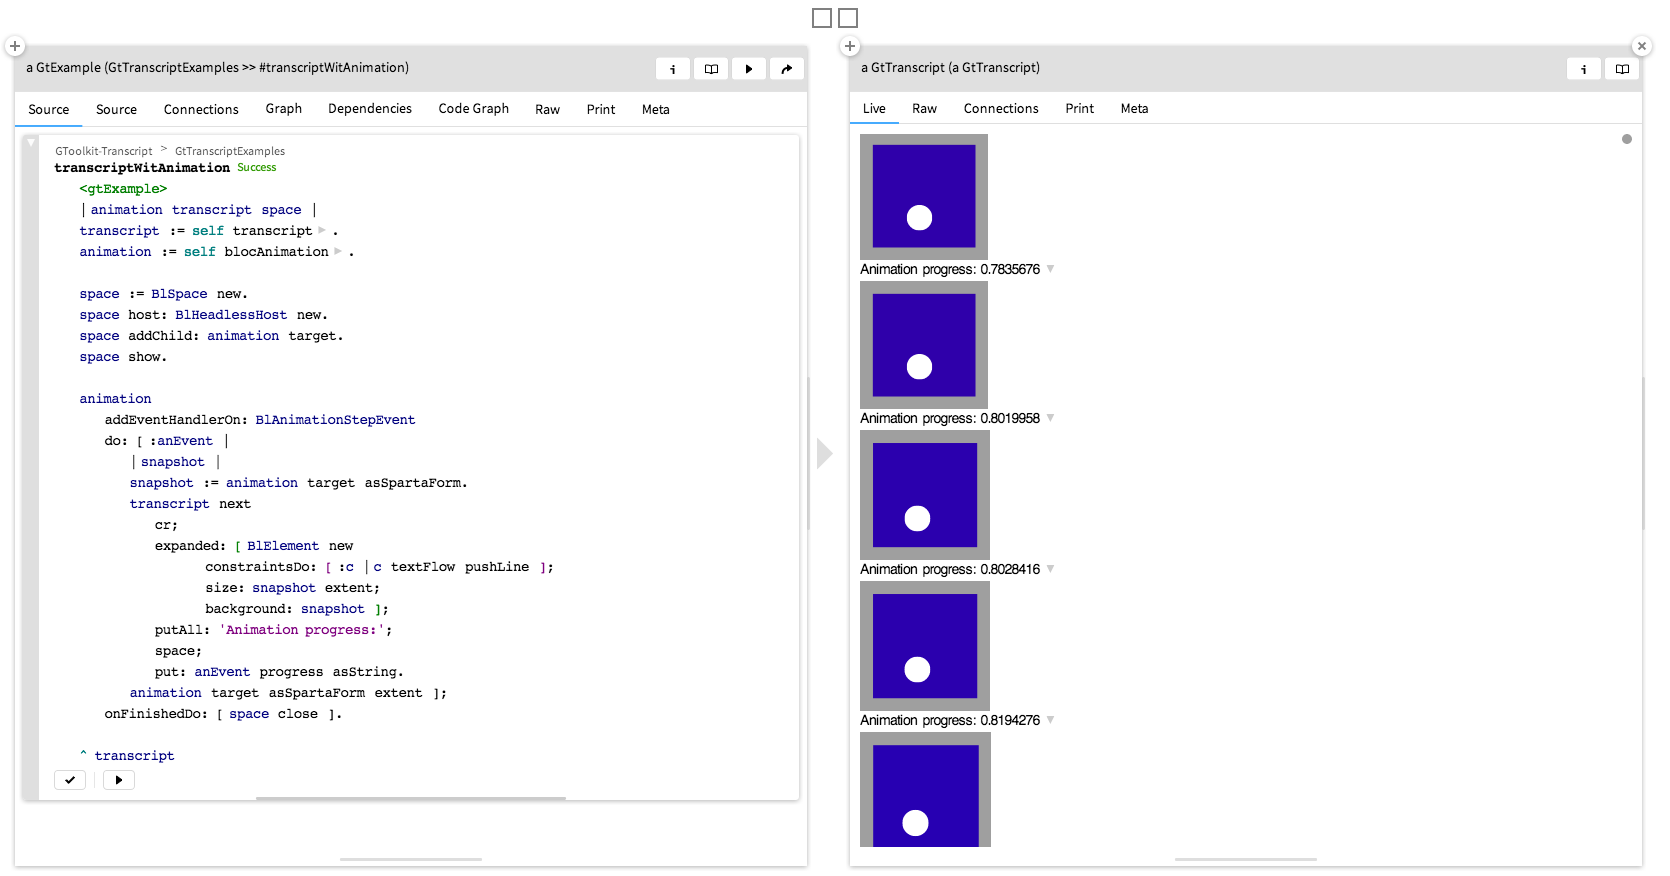 a GtExample (GtTranscriptExamples >> #transcriptWitAnimation)
i
Source Source Connections Graph Dependencies Code Graph Raw Print Meta
GToolkit-Transcript > GtTranscriptExamples
transcriptWitAnimation Success
<gtExample>
| animation transcript space |
transcript := self transcript .
animation := self blocAnimation .
space := BlSpace new.
space host: BlHeadlessHost new.
space addChild: animation target.
space show.
animation
addEventHandlerOn: BlAnimationStepEvent
do: [ :anEvent |
| snapshot |
snapshot := animation target asSpartaForm.
transcript next
cr;
expanded: [ BlElement new
constraintsDo: [ :c | c textFlow pushLine ];
size: snapshot extent;
background: snapshot ];
putAll: 'Animation progress:';
space;
put: anEvent progress asString.
animation target asSpartaForm extent ];
onFinishedDo: [ space close ].
^ transcript
a GtTranscript (a GtTranscript)
i
Live Raw Connections Print Meta
Animation progress: 0.7835676
Animation progress: 0.8019958
Animation progress: 0.8028416
Animation progress: 0.8194276